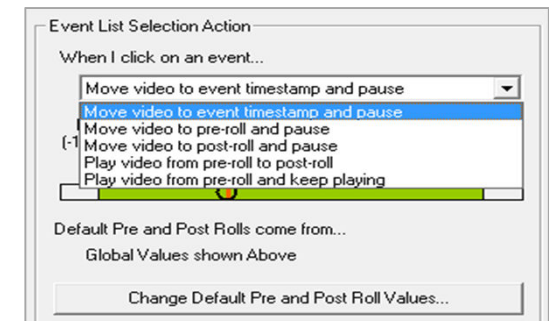 Event List Selection Action
When I click on an event...
Move video to event timestamp and pause
Move video to event timestamp and pause
Move video to pre-roll and pause
(-1
Move video to post-roll and pause
Play video from pre-roll to post-roll
Play video from pre-roll and keep playing
Default Pre and Post Rolls come from...
Global Values shown Above
Change Default Pre and Post Roll Values...